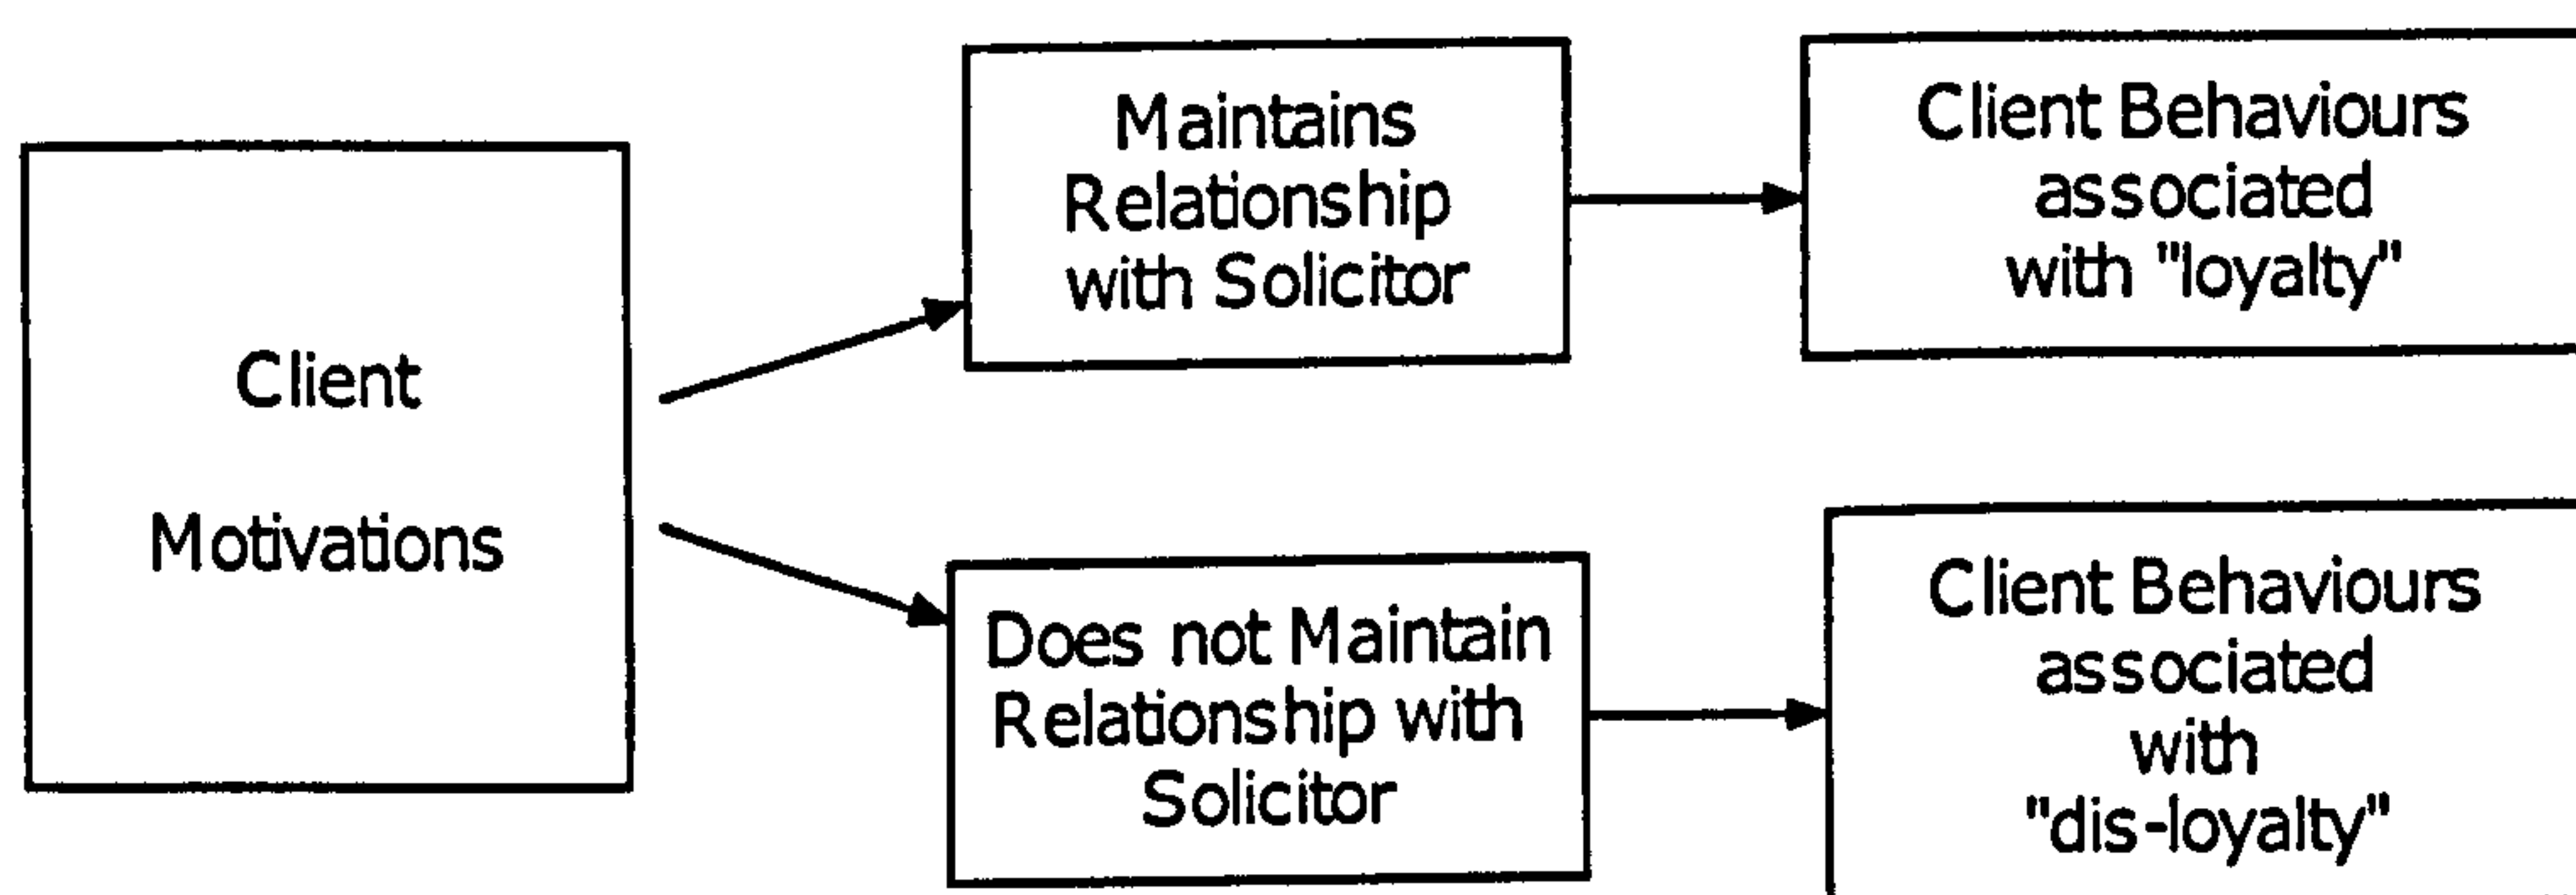 Client
Motivations
Maintains
Relationship
with Solicitor
Client Behaviours
associated
with "loyalty"
Does not Maintain
Relationship with
Solicitor
Client Behaviours
associated
with
"dis-loyalty"